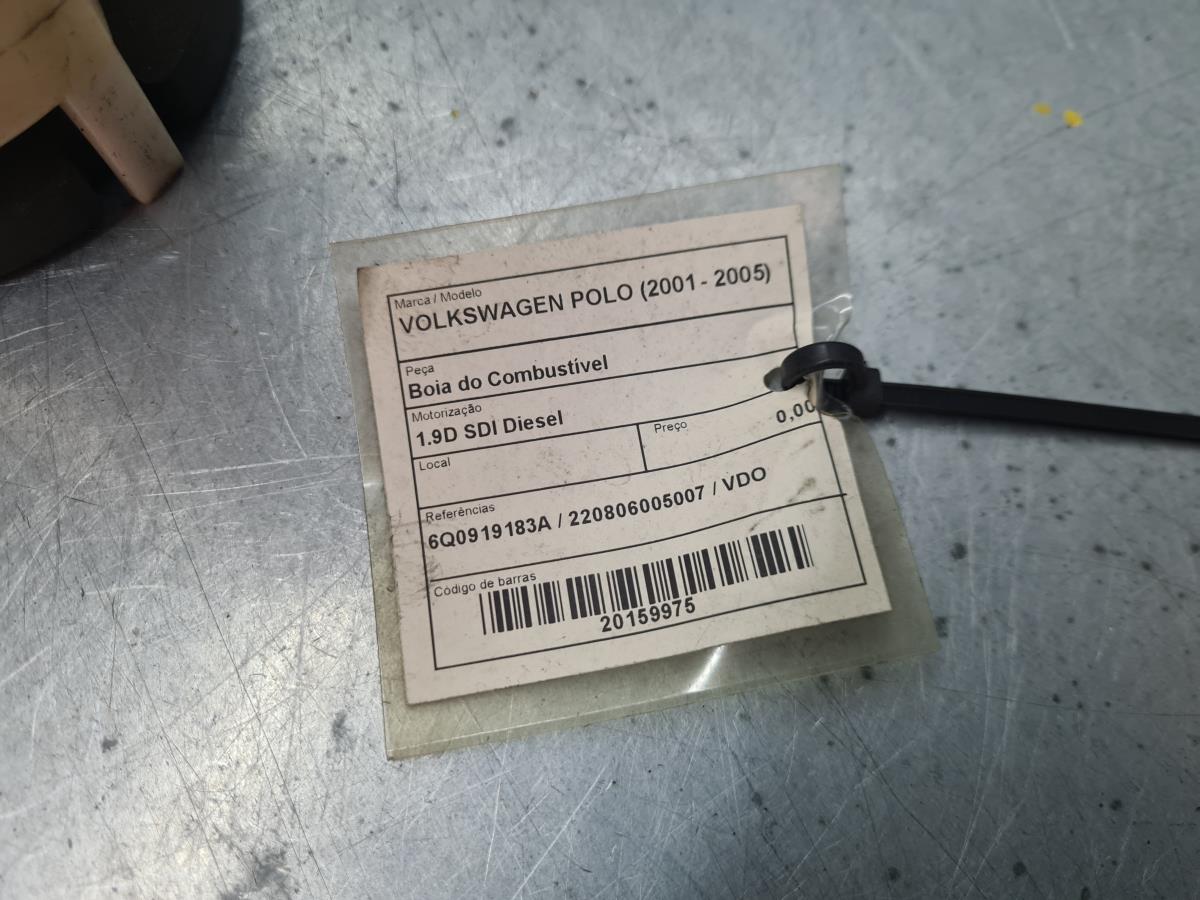 Marca / Modelo
VOLKSWAGEN POLO (2001 - 2005)
Peça
Boia do Combustível
Motorização
1.9D SDI Diesel
Local
Preço
0,00
Referências
6Q0919183A / 220806005007 / VDO
Código de barras
20159975